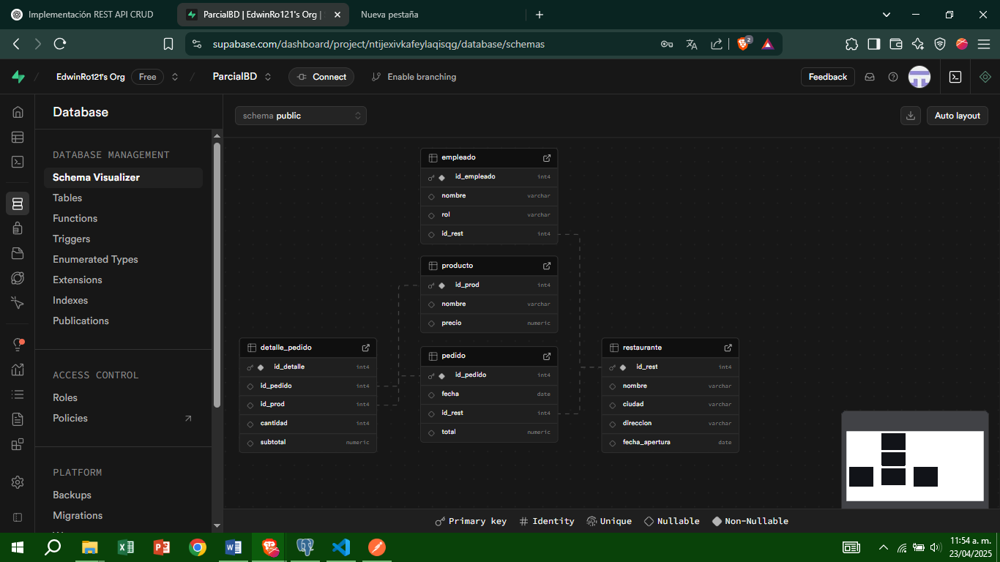 Implementación REST API CRUD
ParcialBD | EdwinRo121's Org |
Nueva pestaña
supabase.com/dashboard/project/ntijexivkafeylaqisqg/database/schemas
2
EdwinRo121's Org
Free
ParcialBD
Connect
Enable branching
Feedback
Database
schema public
Auto layout
DATABASE MANAGEMENT
Schema Visualizer
Tables
Functions
Triggers
Enumerated Types
Extensions
Indexes
Publications
ACCESS CONTROL
Roles
Policies
PLATFORM
Backups
Migrations
empleado
id_empleado int4
nombre varchar
rol varchar
id_rest int4
producto
id_prod int4
nombre varchar
precio numeric
detalle_pedido
id_detalle int4
id_pedido int4
id_prod int4
cantidad int4
subtotal numeric
pedido
id_pedido int4
fecha date
id_rest int4
total numeric
restaurante
id_rest int4
nombre varchar
ciudad varchar
direccion varchar
fecha_apertura date
Primary key
Identity
Unique
Nullable
Non-Nullable
11:54 a. m.
23/04/2025